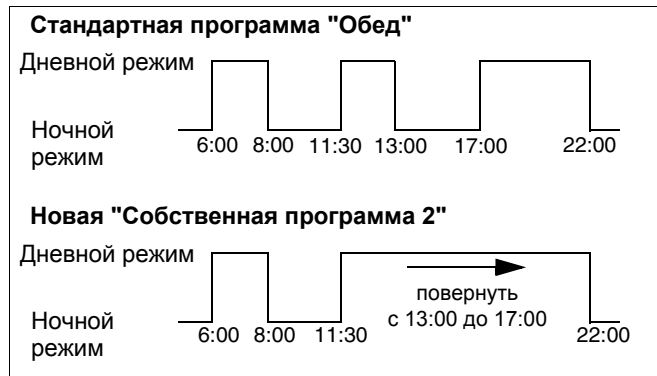 Стандартная программа "Обед"
Дневной режим
Ночной
режим
6:00 8:00 11:30 13:00 17:00 22:00
Новая "Собственная программа 2"
Дневной режим
повернуть
с 13:00 до 17:00
Ночной
режим
6:00 8:00 11:30 22:00